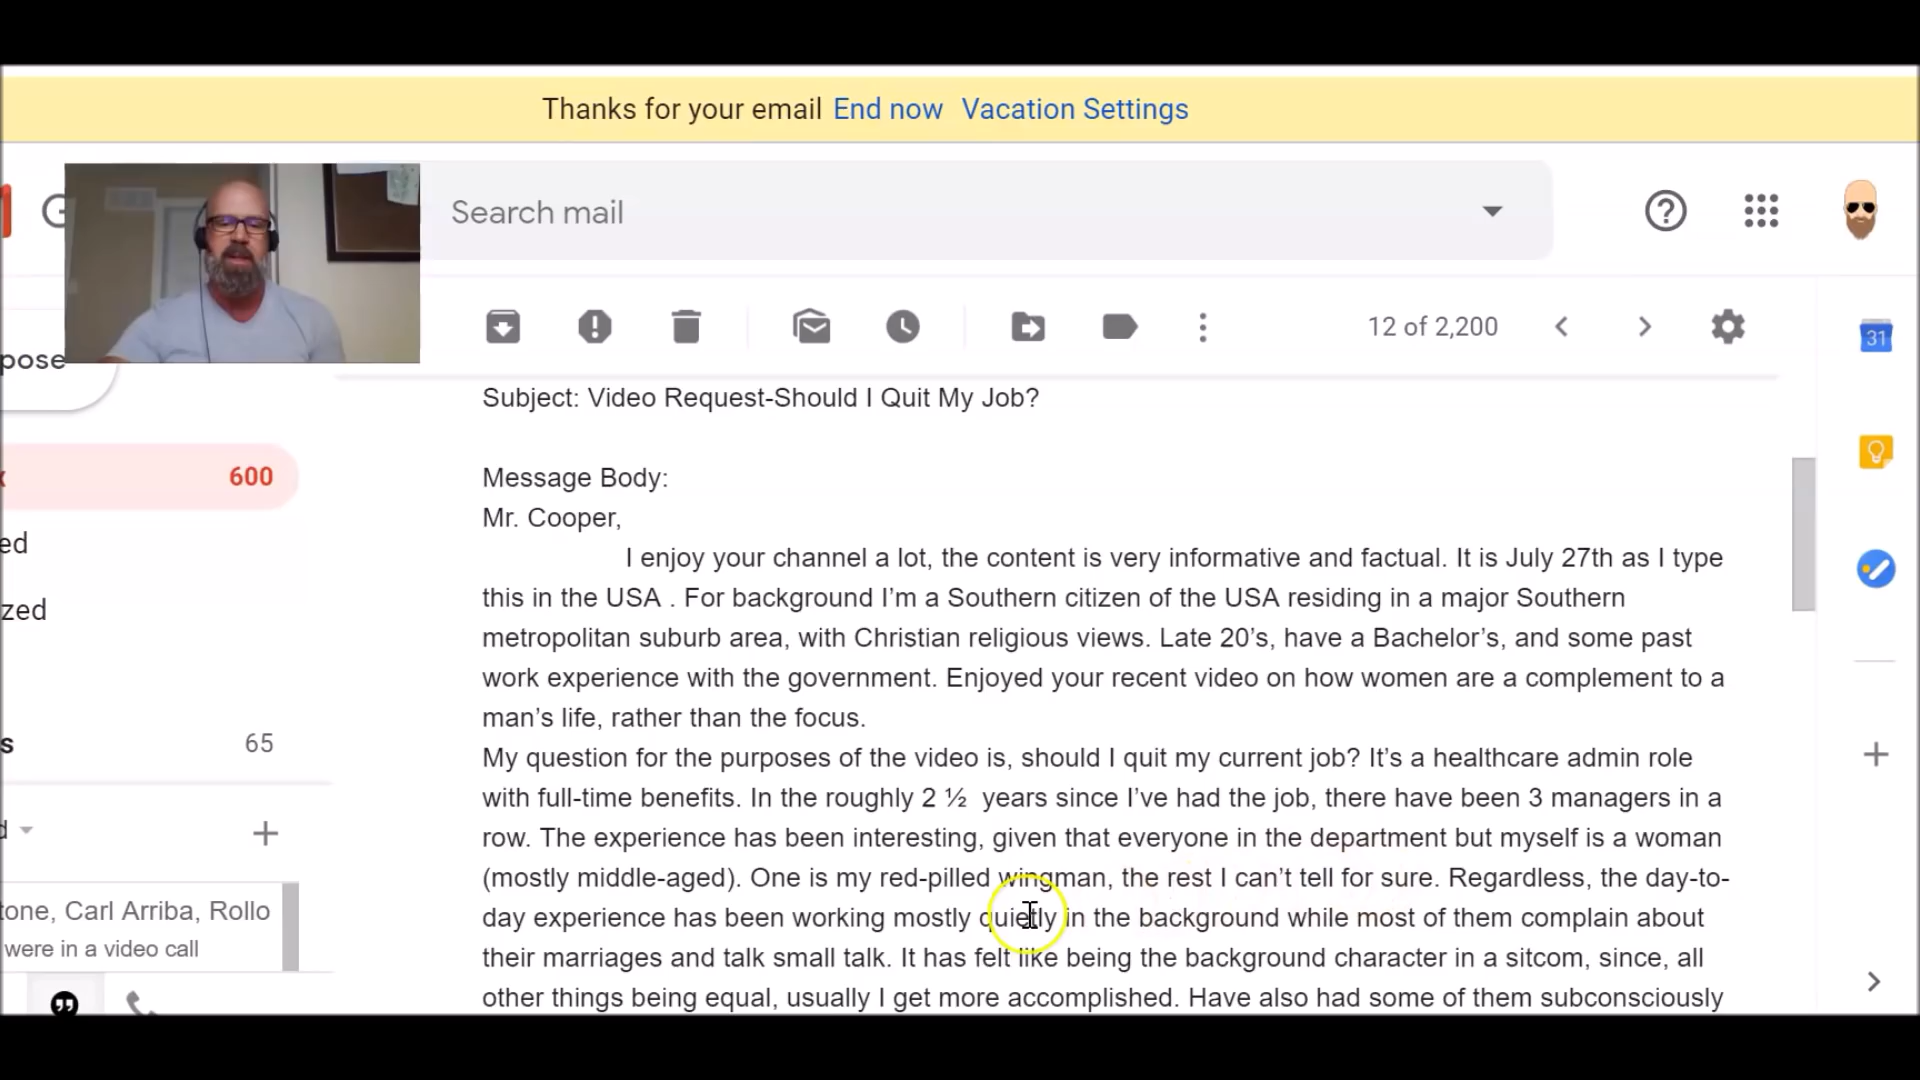 Thanks for your email End now Vacation Settings
G
Search mail
pose
12 of 2,200
31
Subject: Video Request-Should I Quit My Job?
x 600
Message Body:
Mr. Cooper,
ed
I enjoy your channel a lot, the content is very informative and factual. It is July 27th as I type
this in the USA . For background I’m a Southern citizen of the USA residing in a major Southern
zed
metropolitan suburb area, with Christian religious views. Late 20’s, have a Bachelor’s, and some past
work experience with the government. Enjoyed your recent video on how women are a complement to a
man’s life, rather than the focus.
s 65
My question for the purposes of the video is, should I quit my current job? It’s a healthcare admin role
with full-time benefits. In the roughly 2 ½  years since I’ve had the job, there have been 3 managers in a
d
row. The experience has been interesting, given that everyone in the department but myself is a woman
(mostly middle-aged). One is my red-pilled wingman, the rest I can’t tell for sure. Regardless, the day-to-
tone, Carl Arriba, Rollo
day experience has been working mostly quietly in the background while most of them complain about
were in a video call
their marriages and talk small talk. It has felt like being the background character in a sitcom, since, all
other things being equal, usually I get more accomplished. Have also had some of them subconsciously